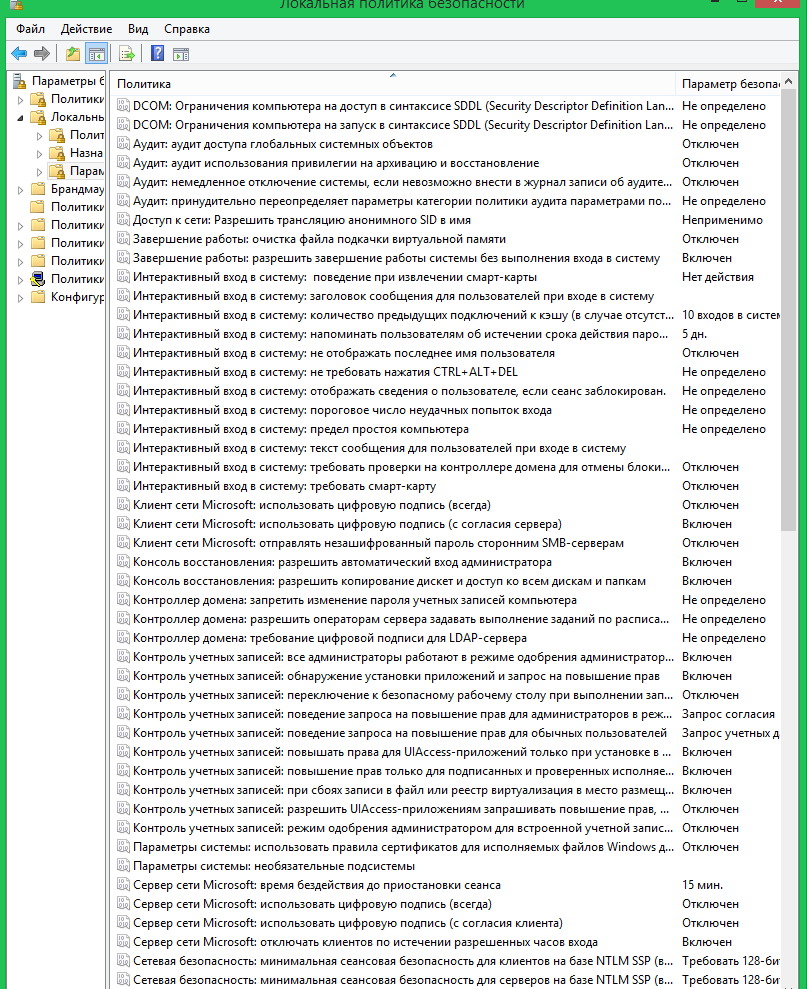 Локальная политика безопасности
Файл Действие Вид Справка
Параметры б
Политики
Локальны
Полит
Назна
Парам
Брандмау
Политики
Политики
Политики
Политики
Политики
Конфигур
Политика Параметр безопас
DCOM: Ограничения компьютера на доступ в синтаксисе SDDL (Security Descriptor Definition Lan... Не определено
DCOM: Ограничения компьютера на запуск в синтаксисе SDDL (Security Descriptor Definition Lan... Не определено
Аудит: аудит доступа глобальных системных объектов Отключен
Аудит: аудит использования привилегии на архивацию и восстановление Отключен
Аудит: немедленное отключение системы, если невозможно внести в журнал записи об аудите... Отключен
Аудит: принудительно переопределяет параметры категории политики аудита параметрами по... Не определено
Доступ к сети: Разрешить трансляцию анонимного SID в имя Неприменимо
Завершение работы: очистка файла подкачки виртуальной памяти Отключен
Завершение работы: разрешить завершение работы системы без выполнения входа в систему Включен
Интерактивный вход в систему:  поведение при извлечении смарт-карты Нет действия
Интерактивный вход в систему: заголовок сообщения для пользователей при входе в систему
Интерактивный вход в систему: количество предыдущих подключений к кэшу (в случае отсутст... 10 входов в систем
Интерактивный вход в систему: напоминать пользователям об истечении срока действия паро... 5 дн.
Интерактивный вход в систему: не отображать последнее имя пользователя Отключен
Интерактивный вход в систему: не требовать нажатия CTRL+ALT+DEL Не определено
Интерактивный вход в систему: отображать сведения о пользователе, если сеанс заблокирован. Не определено
Интерактивный вход в систему: пороговое число неудачных попыток входа Не определено
Интерактивный вход в систему: предел простоя компьютера Не определено
Интерактивный вход в систему: текст сообщения для пользователей при входе в систему
Интерактивный вход в систему: требовать проверки на контроллере домена для отмены блоки... Отключен
Интерактивный вход в систему: требовать смарт-карту Отключен
Клиент сети Microsoft: использовать цифровую подпись (всегда) Отключен
Клиент сети Microsoft: использовать цифровую подпись (с согласия сервера) Включен
Клиент сети Microsoft: отправлять незашифрованный пароль сторонним SMB-серверам Отключен
Консоль восстановления: разрешить автоматический вход администратора Включен
Консоль восстановления: разрешить копирование дискет и доступ ко всем дискам и папкам Включен
Контроллер домена: запретить изменение пароля учетных записей компьютера Не определено
Контроллер домена: разрешить операторам сервера задавать выполнение заданий по расписа... Не определено
Контроллер домена: требование цифровой подписи для LDAP-сервера Не определено
Контроль учетных записей: все администраторы работают в режиме одобрения администратор... Включен
Контроль учетных записей: обнаружение установки приложений и запрос на повышение прав Включен
Контроль учетных записей: переключение к безопасному рабочему столу при выполнении зап... Отключен
Контроль учетных записей: поведение запроса на повышение прав для администраторов в реж... Запрос согласия
Контроль учетных записей: поведение запроса на повышение прав для обычных пользователей Запрос учетных д
Контроль учетных записей: повышать права для UIAccess-приложений только при установке в ... Включен
Контроль учетных записей: повышение прав только для подписанных и проверенных исполняе... Включен
Контроль учетных записей: при сбоях записи в файл или реестр виртуализация в место размещ... Включен
Контроль учетных записей: разрешить UIAccess-приложениям запрашивать повышение прав, ... Отключен
Контроль учетных записей: режим одобрения администратором для встроенной учетной запис... Отключен
Параметры системы: использовать правила сертификатов для исполняемых файлов Windows д... Отключен
Параметры системы: необязательные подсистемы
Сервер сети Microsoft: время бездействия до приостановки сеанса 15 мин.
Сервер сети Microsoft: использовать цифровую подпись (всегда) Отключен
Сервер сети Microsoft: использовать цифровую подпись (с согласия клиента) Отключен
Сервер сети Microsoft: отключать клиентов по истечении разрешенных часов входа Включен
Сетевая безопасность: минимальная сеансовая безопасность для клиентов на базе NTLM SSP (в... Требовать 128-би
Сетевая безопасность: минимальная сеансовая безопасность для серверов на базе NTLM SSP (в... Требовать 128-би